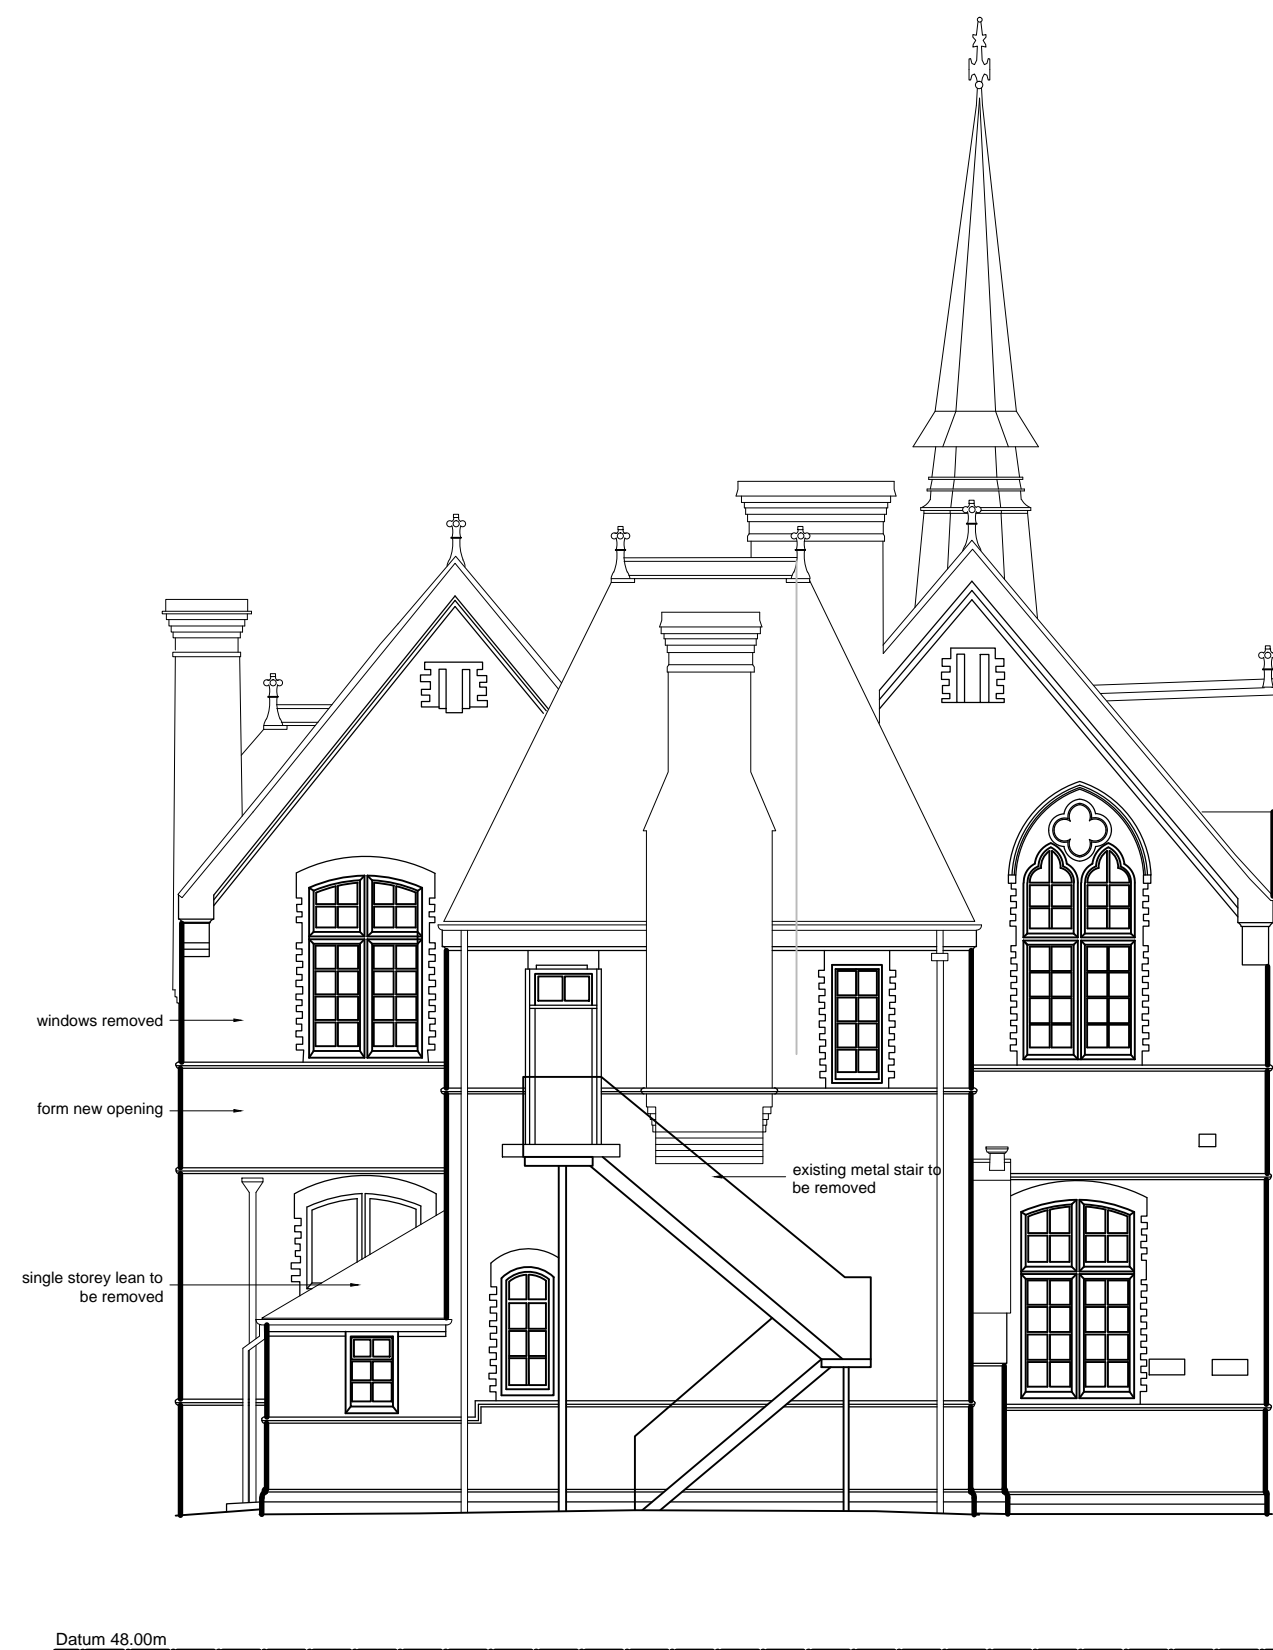 windows removed
form new opening
existing metal stair to
be removed
single storey lean to
be removed
Datum 48.00m